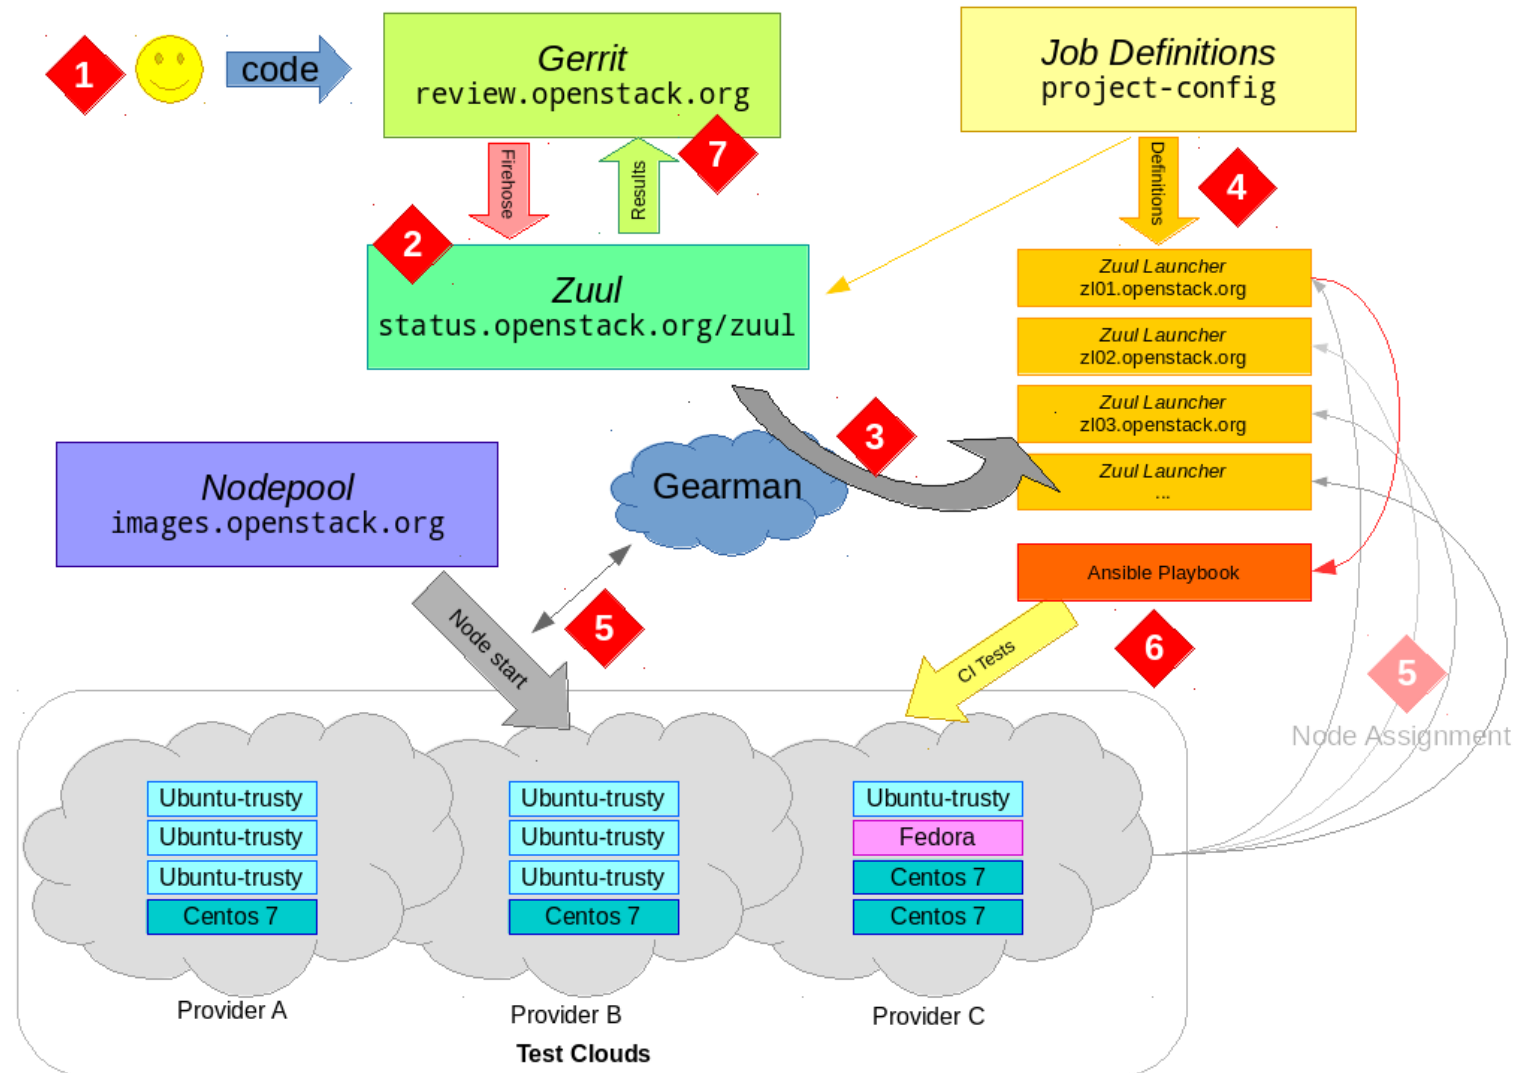 1
code
Gerrit
review.openstack.org
Job Definitions
project-config
Firehose
Results
7
Definitions
4
2
Zuul
status.openstack.org/zuul
Zuul Launcher
zl01.openstack.org
Zuul Launcher
zl02.openstack.org
Zuul Launcher
zl03.openstack.org
Zuul Launcher
...
3
Gearman
Nodepool
images.openstack.org
Ansible Playbook
Node start
5
CI Tests
6
5
Node Assignment
Ubuntu-trusty
Ubuntu-trusty
Ubuntu-trusty
Centos 7
Provider A
Ubuntu-trusty
Ubuntu-trusty
Ubuntu-trusty
Centos 7
Provider B
Ubuntu-trusty
Fedora
Centos 7
Centos 7
Provider C
Test Clouds